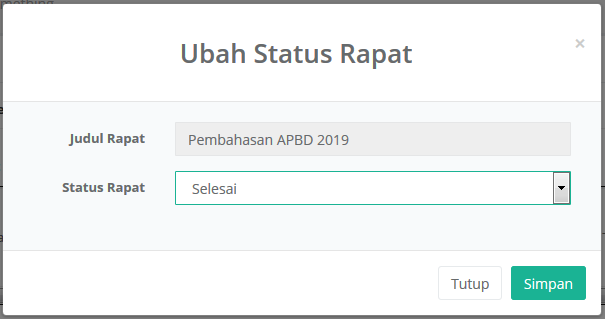 Ubah Status Rapat
×
Judul Rapat
Pembahasan APBD 2019
Status Rapat
Selesai
Tutup
Simpan